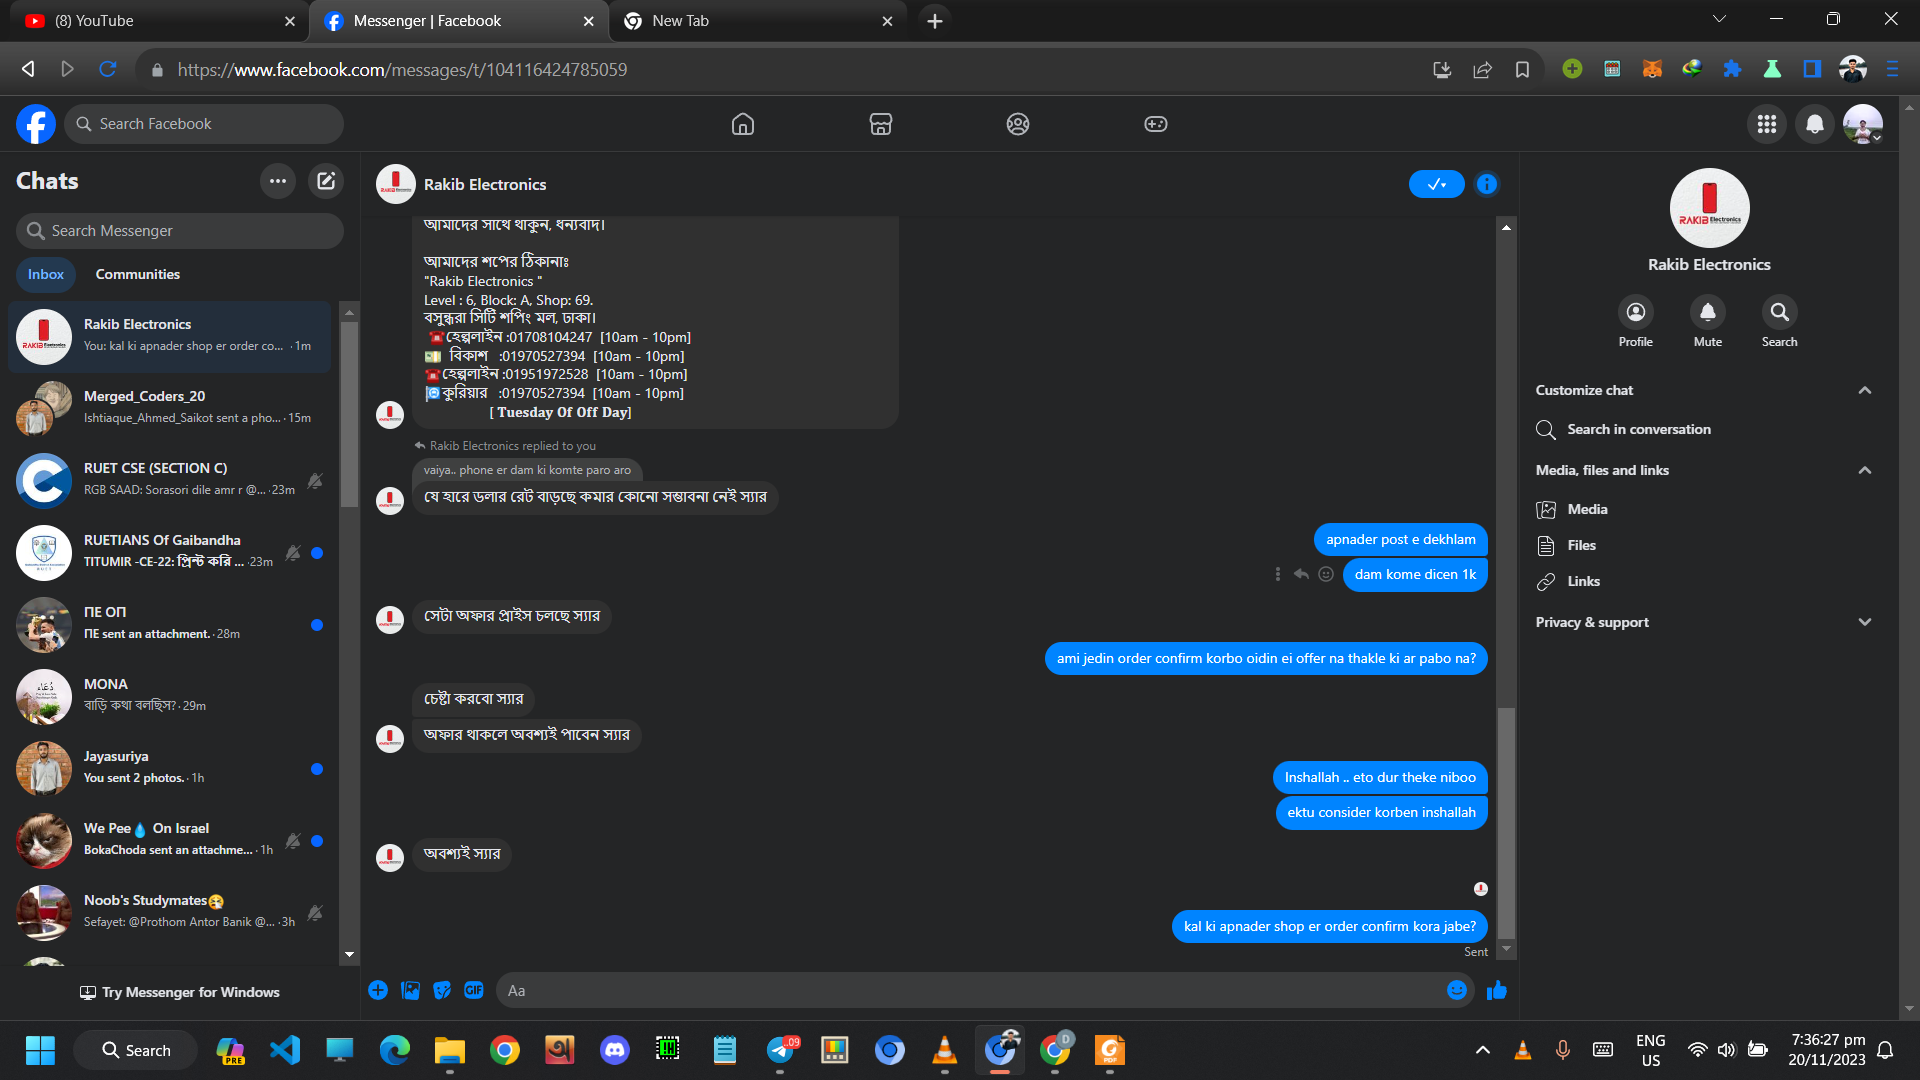 (8) YouTube
Messenger | Facebook
New Tab
https://www.facebook.com/messages/t/104116424785059
Search Facebook
Chats
Search Messenger
Inbox
Communities
Rakib Electronics
You: kal ki apnader shop er order co... · 1m
Merged_Coders_20
Ishtiaque_Ahmed_Saikot sent a pho... · 15m
RUET CSE (SECTION C)
RGB SAAD: Sorasori dile amr r @... · 23m
RUETIANS Of Gaibandha
TITUMIR -CE-22: প্রিন্ট করি ... · 23m
ΠΕ ΟΠ
ΠΕ sent an attachment. · 28m
MONA
বাড়ি কথা বলছিস? · 29m
Jayasuriya
You sent 2 photos. · 1h
We Pee💧 On Israel
BokaChoda sent an attachme... · 1h
Noob's Studymates
Sefayet: @Prothom Antor Banik @... · 3h
Try Messenger for Windows
Rakib Electronics
আমাদের সাথে থাকুন, ধন্যবাদ।
আমাদের শপের ঠিকানাঃ
"Rakib Electronics "
Level : 6, Block: A, Shop: 69.
বসুন্ধরা সিটি শপিং মল, ঢাকা।
☎️হেল্পলাইন :01708104247 [10am - 10pm]
💵 বিকাশ :01970527394 [10am - 10pm]
☎️হেল্পলাইন :01951972528 [10am - 10pm]
কুরিয়ার :01970527394 [10am - 10pm]
[ Tuesday Of Off Day]
Rakib Electronics replied to you
vaiya.. phone er dam ki komte paro aro
যে হারে ডলার রেট বাড়ছে কমার কোনো সম্ভাবনা নেই স্যার
apnader post e dekhlam
dam kome dicen 1k
সেটা অফার প্রাইস চলছে স্যার
ami jedin order confirm korbo oidin ei offer na thakle ki ar pabo na?
চেষ্টা করবো স্যার
অফার থাকলে অবশ্যই পাবেন স্যার
Inshallah .. eto dur theke niboo
ektu consider korben inshallah
অবশ্যই স্যার
kal ki apnader shop er order confirm kora jabe?
Sent
GIF
Aa
RAKIB Electronics
Rakib Electronics
Profile
Mute
Search
Customize chat
Search in conversation
Media, files and links
Media
Files
Links
Privacy & support
Search
PRE
..09
D
PDF
ENG
US
7:36:27 pm
20/11/2023